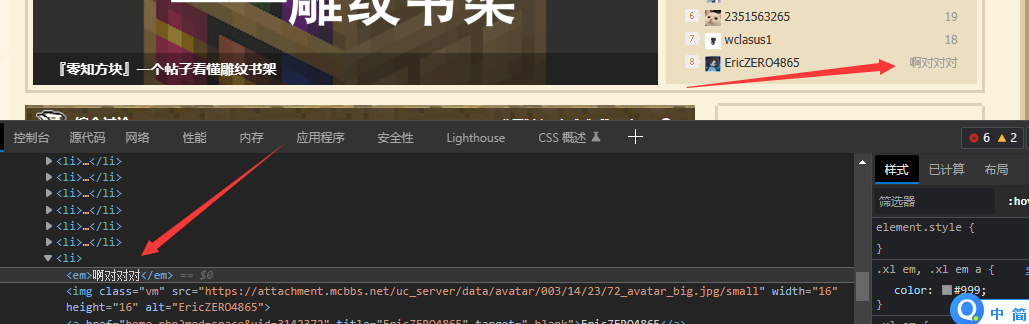 雕纹书架
『零知方块』一个帖子看懂雕纹书架
6 2351563265 19
7 wclasus1 18
8 EricZERO4865 啊对对对
控制台 源代码 网络 性能 内存 应用程序 安全性 Lighthouse CSS 概述 6 2
<li>…</li>
<li>…</li>
<li>…</li>
<li>…</li>
<li>…</li>
<li>…</li>
<li>
<em>啊对对对</em> == $0
<img class="vm" src="https://attachment.mcbbs.net/uc_server/data/avatar/003/14/23/72_avatar_big.jpg/small" width="16"
height="16" alt="EricZERO4865">
样式 已计算 布局
筛选器 :hov
element.style {
}
.xl em, .xl em a {
color: #999;
}
中 简